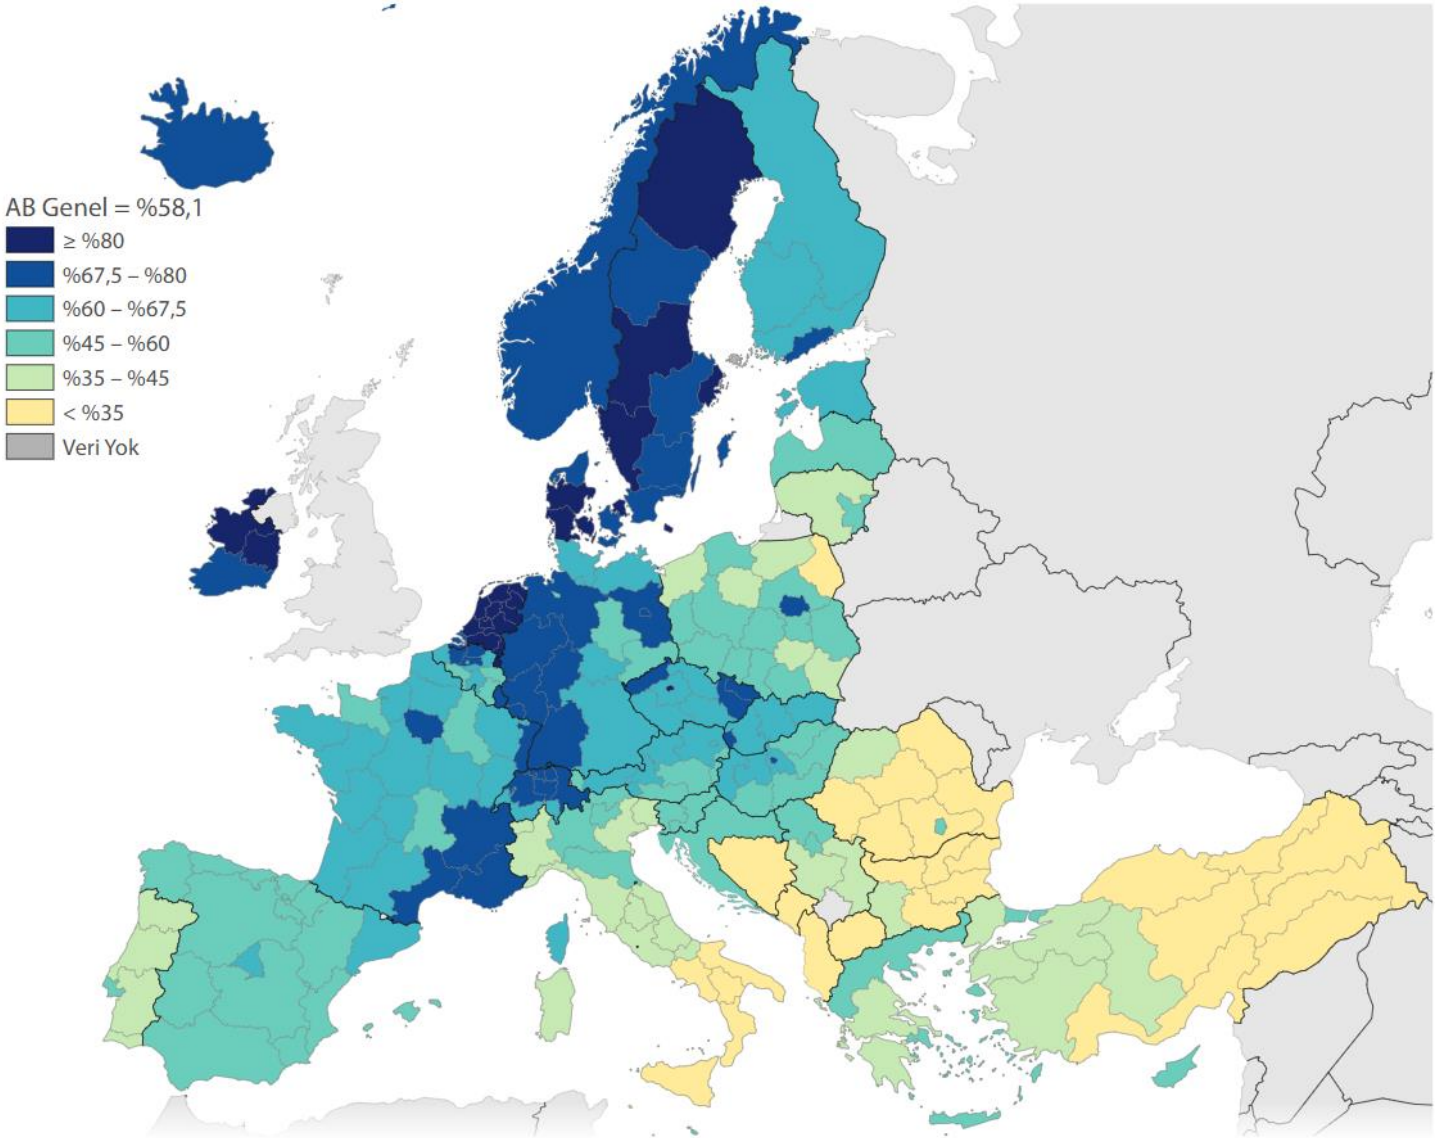 AB Genel = %58,1
≥ %80
%67,5 – %80
%60 – %67,5
%45 – %60
%35 – %45
< %35
Veri Yok